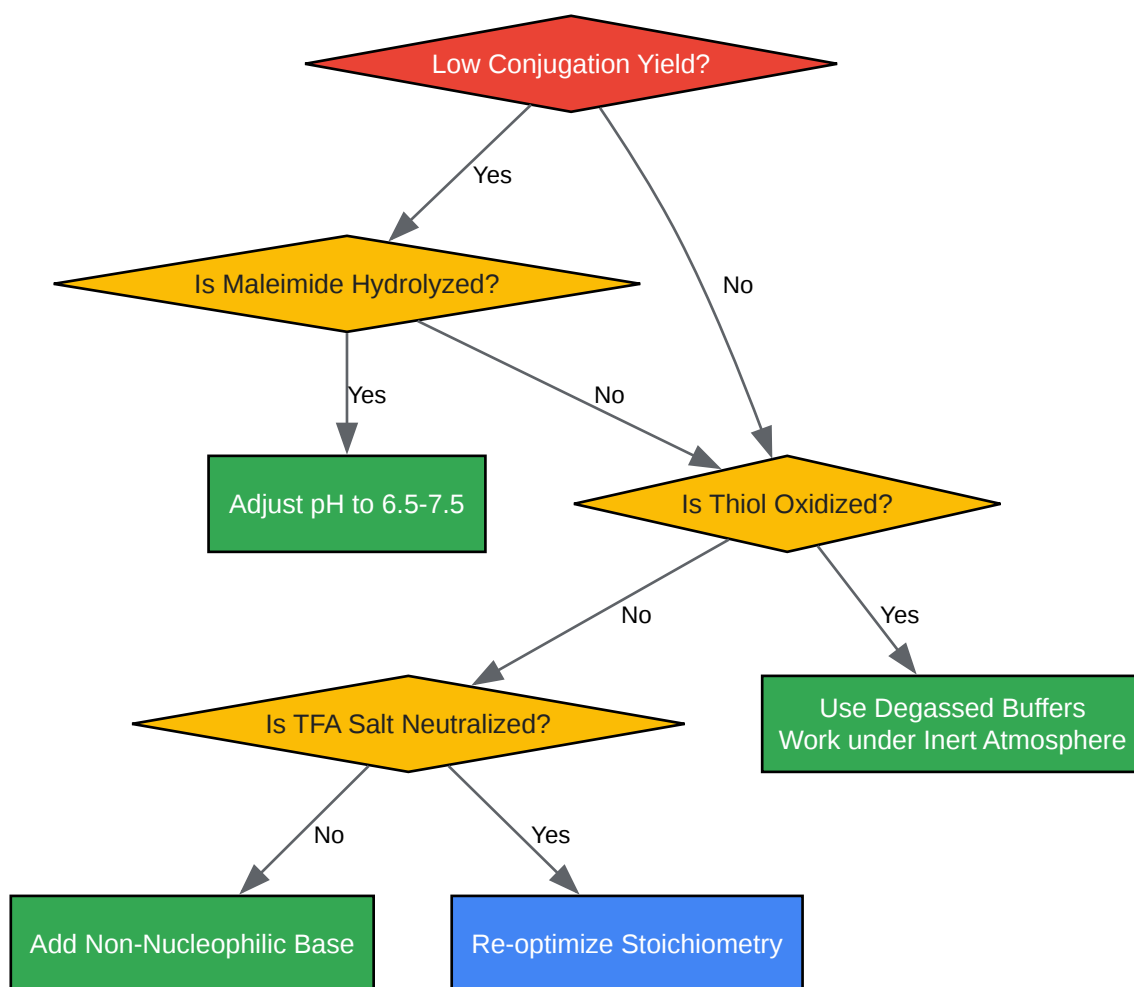 Low Conjugation Yield?
Yes
No
Is Maleimide Hydrolyzed?
Yes
No
Adjust pH to 6.5-7.5
Is Thiol Oxidized?
No
Yes
Is TFA Salt Neutralized?
Use Degassed Buffers
Work under Inert Atmosphere
No
Yes
Add Non-Nucleophilic Base
Re-optimize Stoichiometry